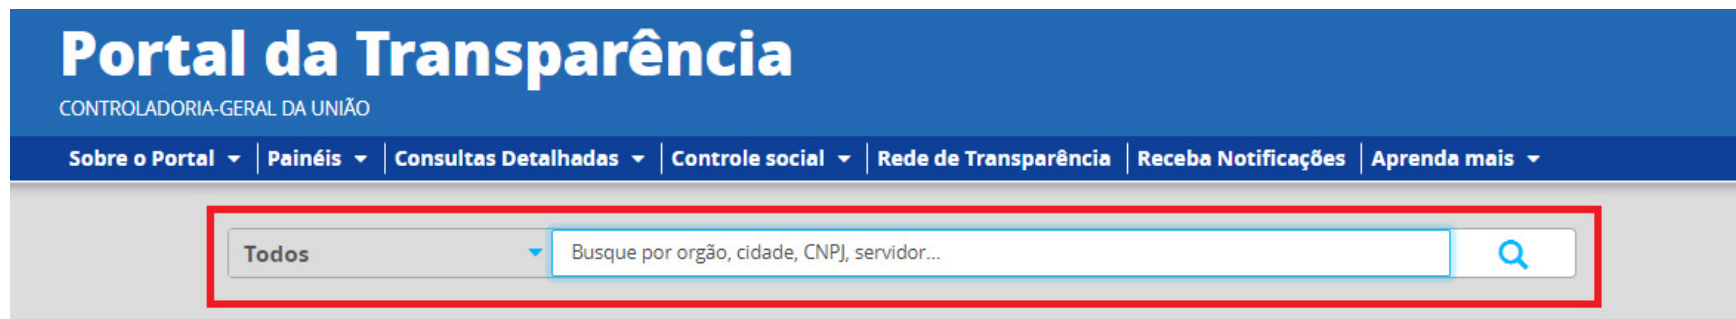 Portal da Transparência
CONTROLADORIA-GERAL DA UNIÃO
Sobre o Portal Painéis Consultas Detalhadas Controle social Rede de Transparência Receba Notificações Aprenda mais
Todos Busque por orgão, cidade, CNPJ, servidor...